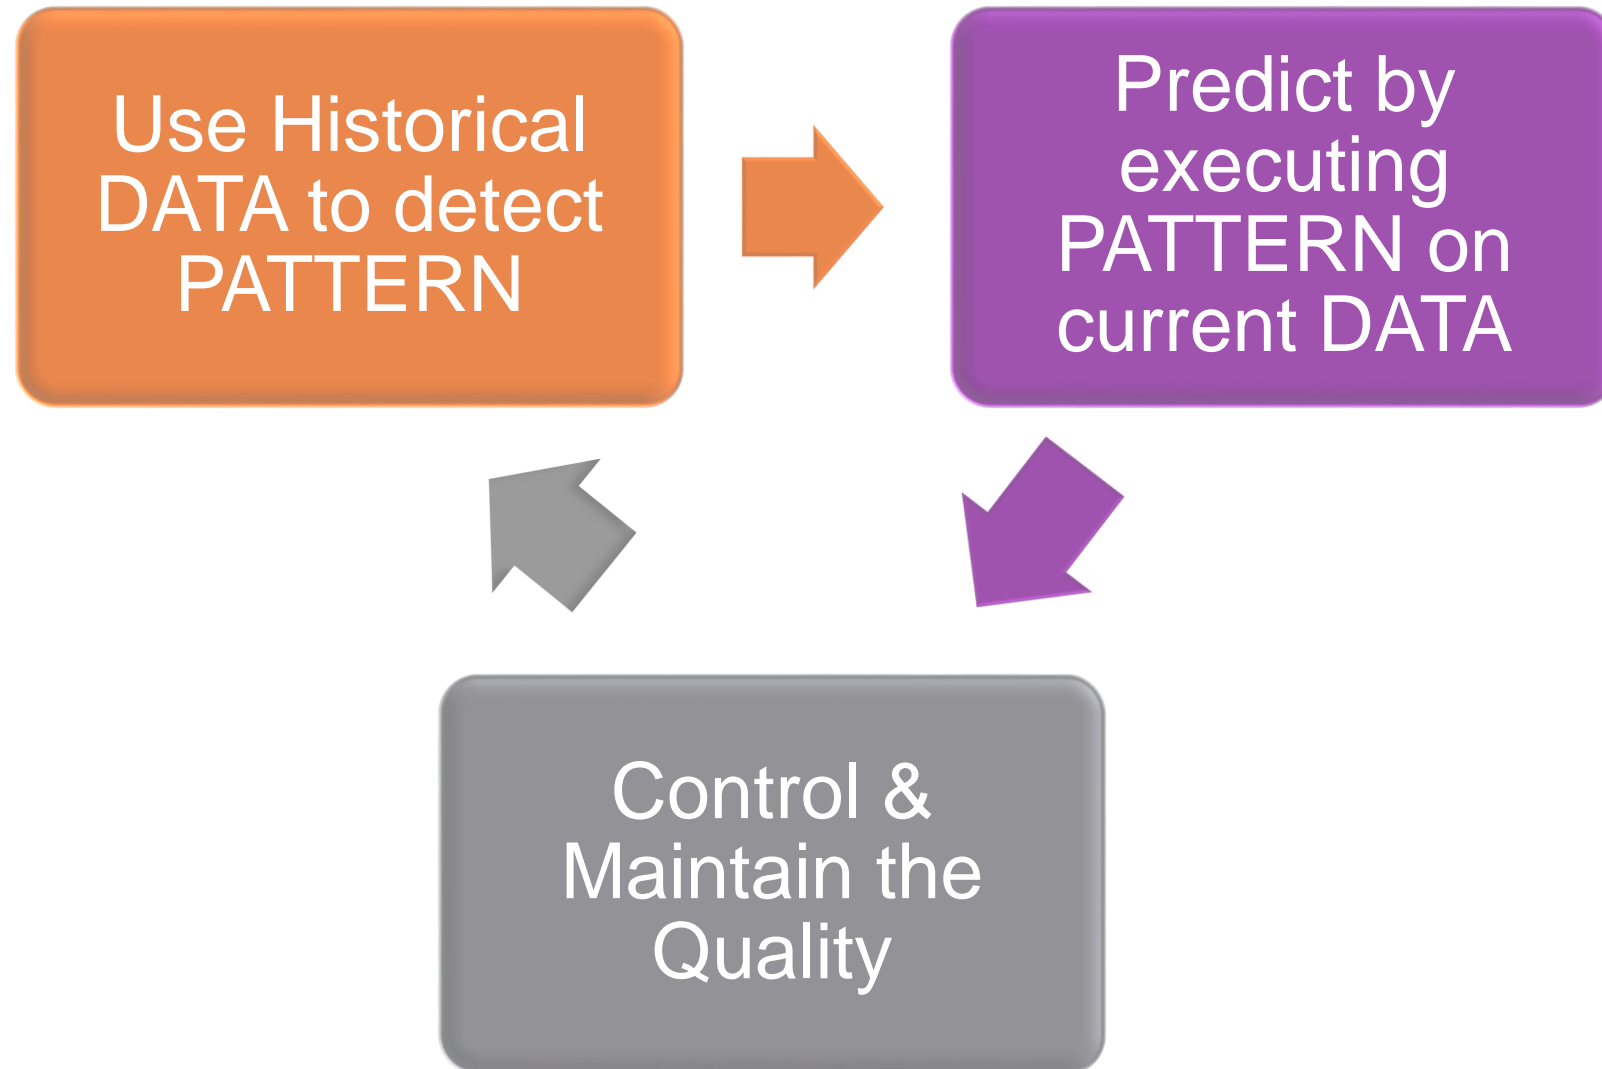 Use Historical
DATA to detect
PATTERN
Predict by
executing
PATTERN on
current DATA
Control &
Maintain the
Quality